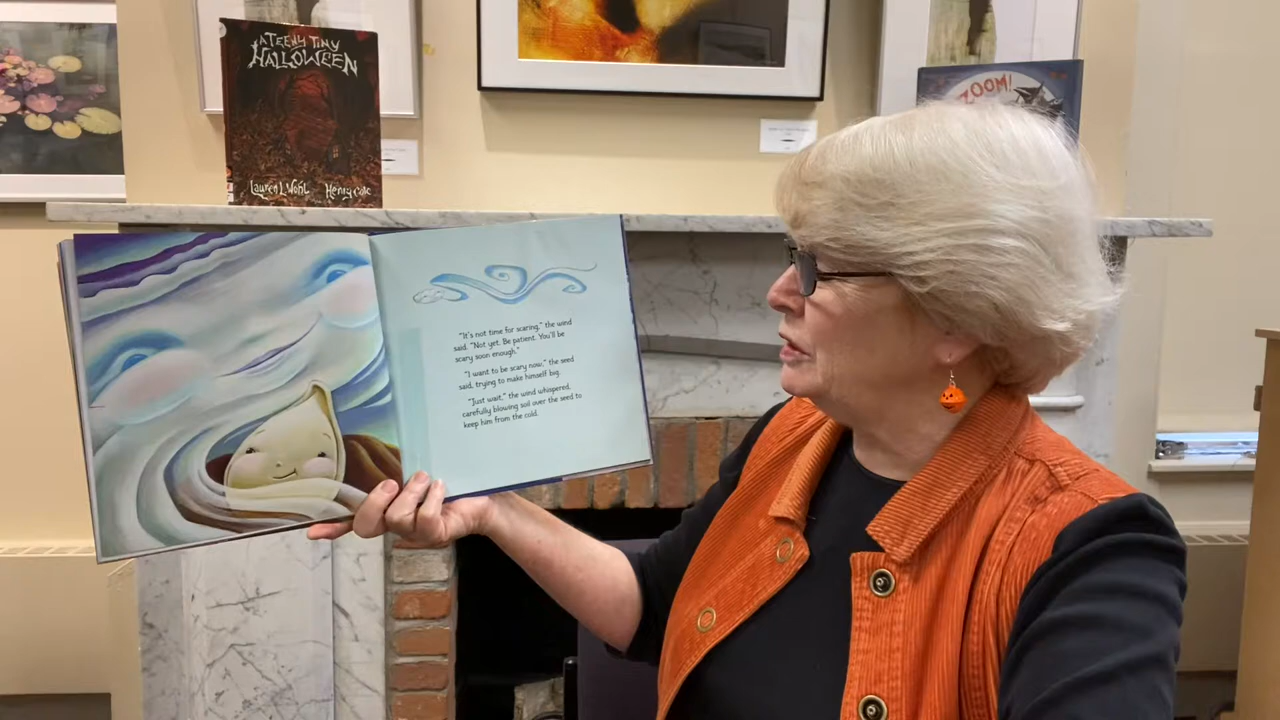 A TEENY TINY
HALLOWEEN
Lauren L. Wohl
Henry Cole
ZOOM!
"It's not time for scaring," the wind
said. "Not yet. Be patient. You'll be
scary soon enough."
"I want to be scary now," the seed
said, trying to make himself big.
"Just wait," the wind whispered,
carefully blowing soil over the seed to
keep him from the cold.